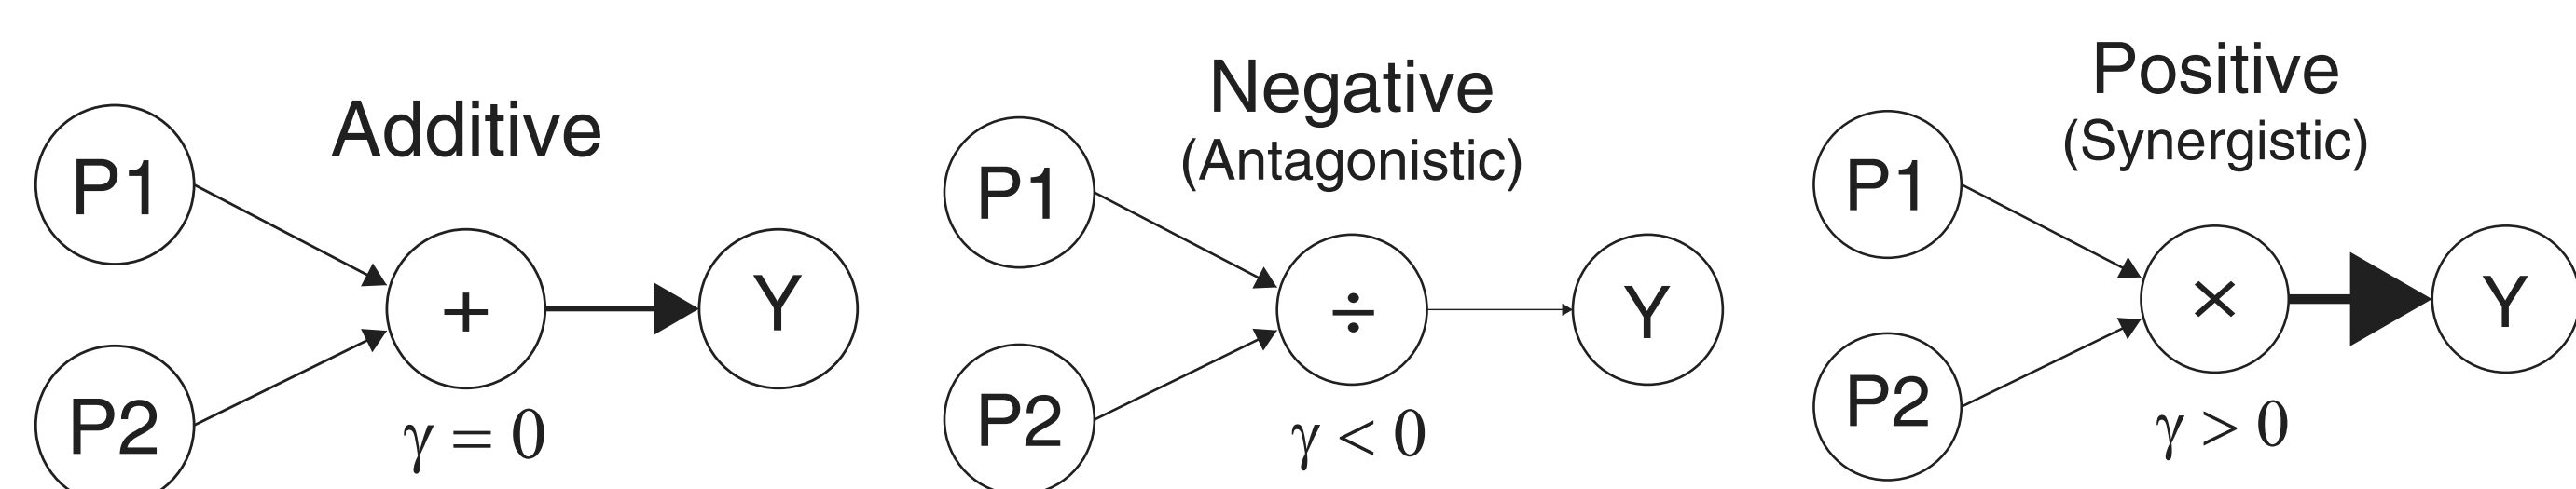 Additive
P1
P2
+
Y
γ = 0
Negative
(Antagonistic)
P1
P2
÷
Y
γ < 0
Positive
(Synergistic)
P1
P2
×
Y
γ > 0